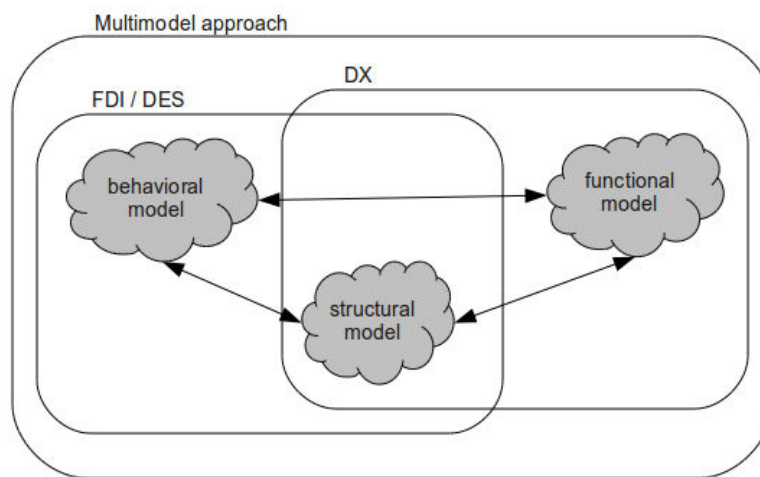 Multimodel approach
DX
FDI / DES
behavioral
model
functional
model
structural
model